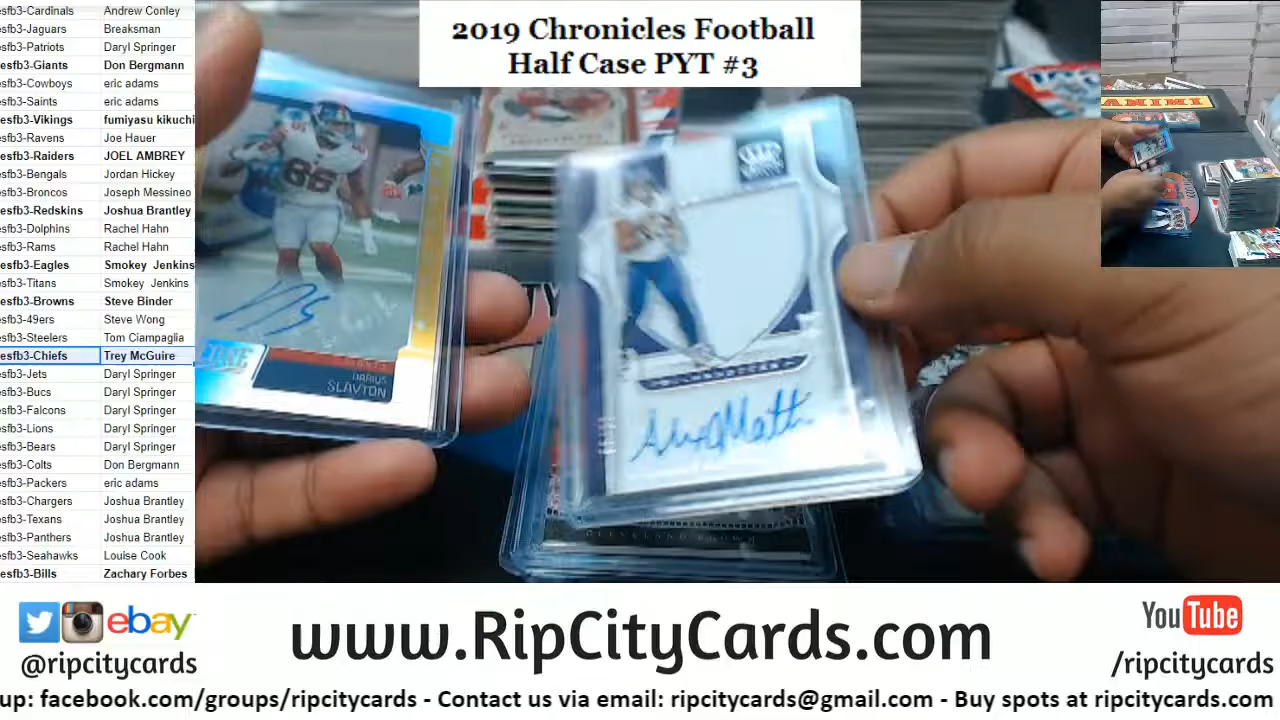 esfb3-Cardinals Andrew Conley
esfb3-Jaguars Breaksman
esfb3-Patriots Daryl Springer
esfb3-Giants Don Bergmann
esfb3-Cowboys eric adams
esfb3-Saints eric adams
esfb3-Vikings fumiyasu kikuchi
esfb3-Ravens Joe Hauer
esfb3-Raiders JOEL AMBREY
esfb3-Bengals Jordan Hickey
esfb3-Broncos Joseph Messineo
esfb3-Redskins Joshua Brantley
esfb3-Dolphins Rachel Hahn
esfb3-Rams Rachel Hahn
esfb3-Eagles Smokey Jenkins
esfb3-Titans Smokey Jenkins
esfb3-Browns Steve Binder
esfb3-49ers Steve Wong
esfb3-Steelers Tom Ciampaglia
esfb3-Chiefs Trey McGuire
esfb3-Jets Daryl Springer
esfb3-Bucs Daryl Springer
esfb3-Falcons Daryl Springer
esfb3-Lions Daryl Springer
esfb3-Bears Daryl Springer
esfb3-Colts Don Bergmann
esfb3-Packers eric adams
esfb3-Chargers Joshua Brantley
esfb3-Texans Joshua Brantley
esfb3-Panthers Joshua Brantley
esfb3-Seahawks Louise Cook
esfb3-Bills Zachary Forbes
2019 Chronicles Football
Half Case PYT #3
PANINI
86
DARIUS
SLAYTON
CLEVELAND BROWNS
ebay
@ripcitycards
www.RipCityCards.com
YouTube
/ripcitycards
up: facebook.com/groups/ripcitycards - Contact us via email: ripcitycards@gmail.com - Buy spots at ripcitycards.com